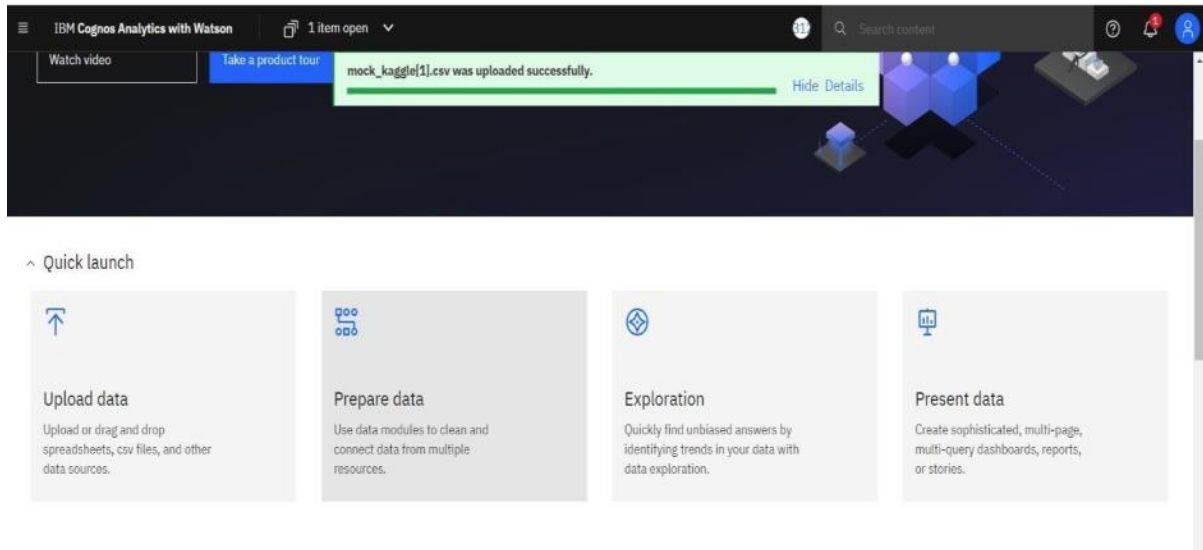 IBM Cognos Analytics with Watson
1 item open
Search content
1
Watch video
Take a product tour
mock_kaggle[1].csv was uploaded successfully.
Hide Details
Quick launch
Upload data
Upload or drag and drop
spreadsheets, csv files, and other
data sources.
Prepare data
Use data modules to clean and
connect data from multiple
resources.
Exploration
Quickly find unbiased answers by
identifying trends in your data with
data exploration.
Present data
Create sophisticated, multi-page,
multi-query dashboards, reports,
or stories.